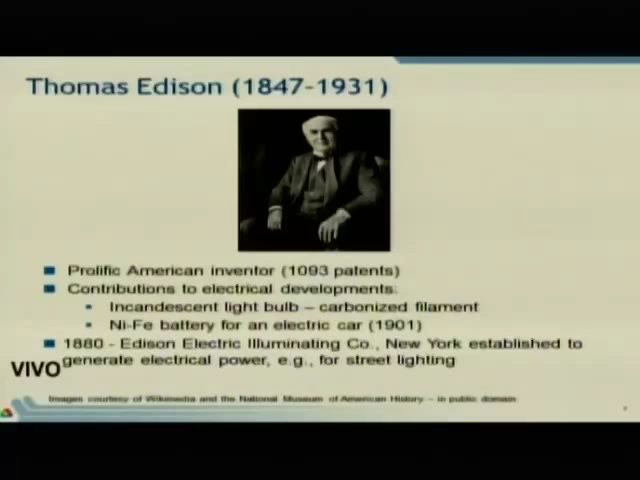 Thomas Edison (1847-1931)
Prolific American inventor (1093 patents)
Contributions to electrical developments:
Incandescent light bulb – carbonized filament
Ni-Fe battery for an electric car (1901)
1880 - Edison Electric Illuminating Co., New York established to
generate electrical power, e.g., for street lighting
VIVO
Images courtesy of Wikimedia and the National Museum of American History – in public domain